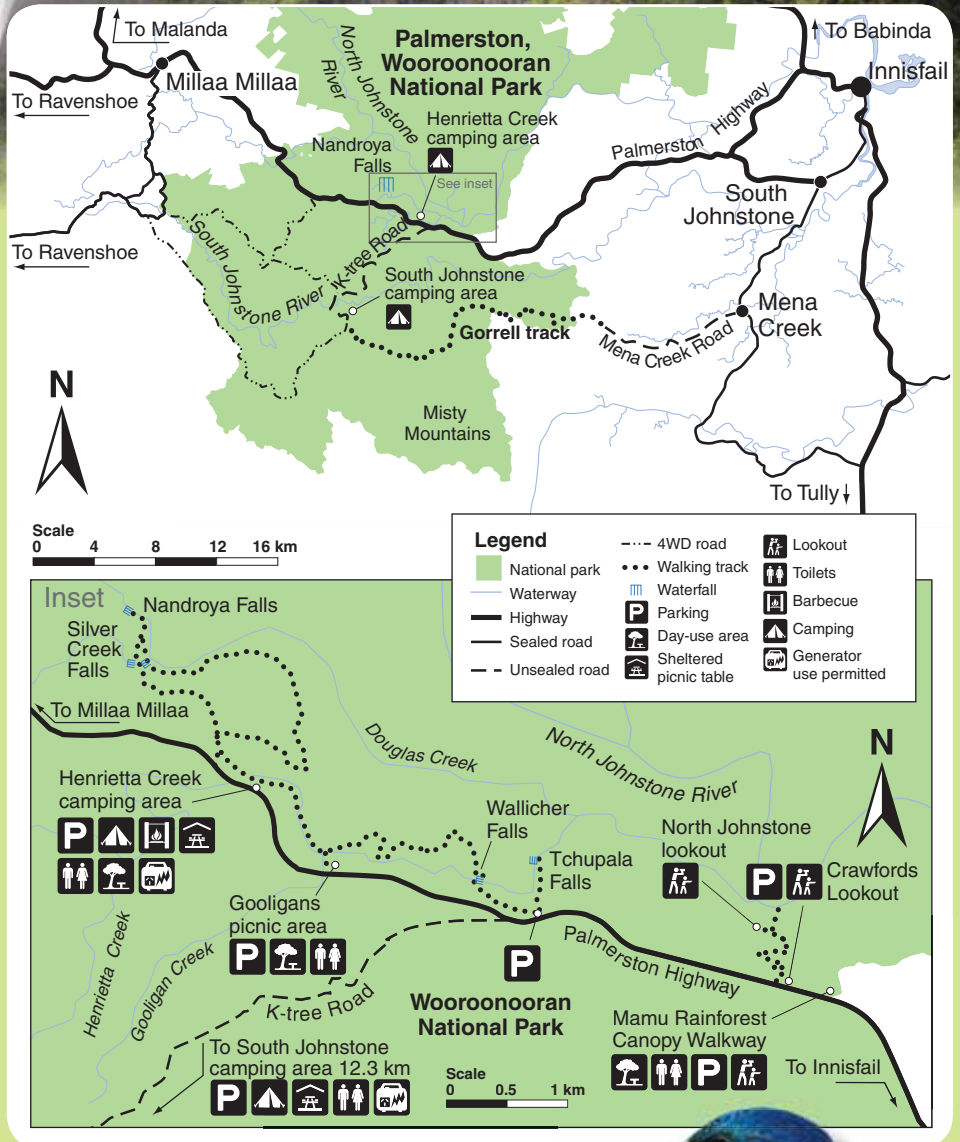 To Malanda
Millaa Millaa
To Ravenshoe
North Johnstone
River
Palmerston,
Wooroonooran
National Park
Nandroya
Falls
Henrietta Creek
camping area
See inset
To Babinda
Innisfail
Palmerston Highway
South
Johnstone
To Ravenshoe
South Johnstone River
K-tree Road
South Johnstone
camping area
Gorrell track
Mena Creek Road
Mena
Creek
Misty
Mountains
N
To Tully
Scale
0 4 8 12 16 km
Legend
National park
Waterway
Highway
Sealed road
Unsealed road
4WD road
Walking track
Waterfall
P Parking
Day-use area
Sheltered
picnic table
Lookout
Toilets
Barbecue
Camping
Generator
use permitted
Inset
Nandroya Falls
Silver
Creek
Falls
To Millaa Millaa
Douglas Creek
North Johnstone River
N
Henrietta Creek
camping area
P
Wallicher
Falls
Tchupala
Falls
North Johnstone
lookout
P
Crawfords
Lookout
Gooligans
picnic area
P
P
Henrietta Creek
Gooligan Creek
K-tree Road
Palmerston Highway
Wooroonooran
National Park
Mamu Rainforest
Canopy Walkway
P
To South Johnstone
camping area 12.3 km
P
Scale
0 0.5 1 km
To Innisfail